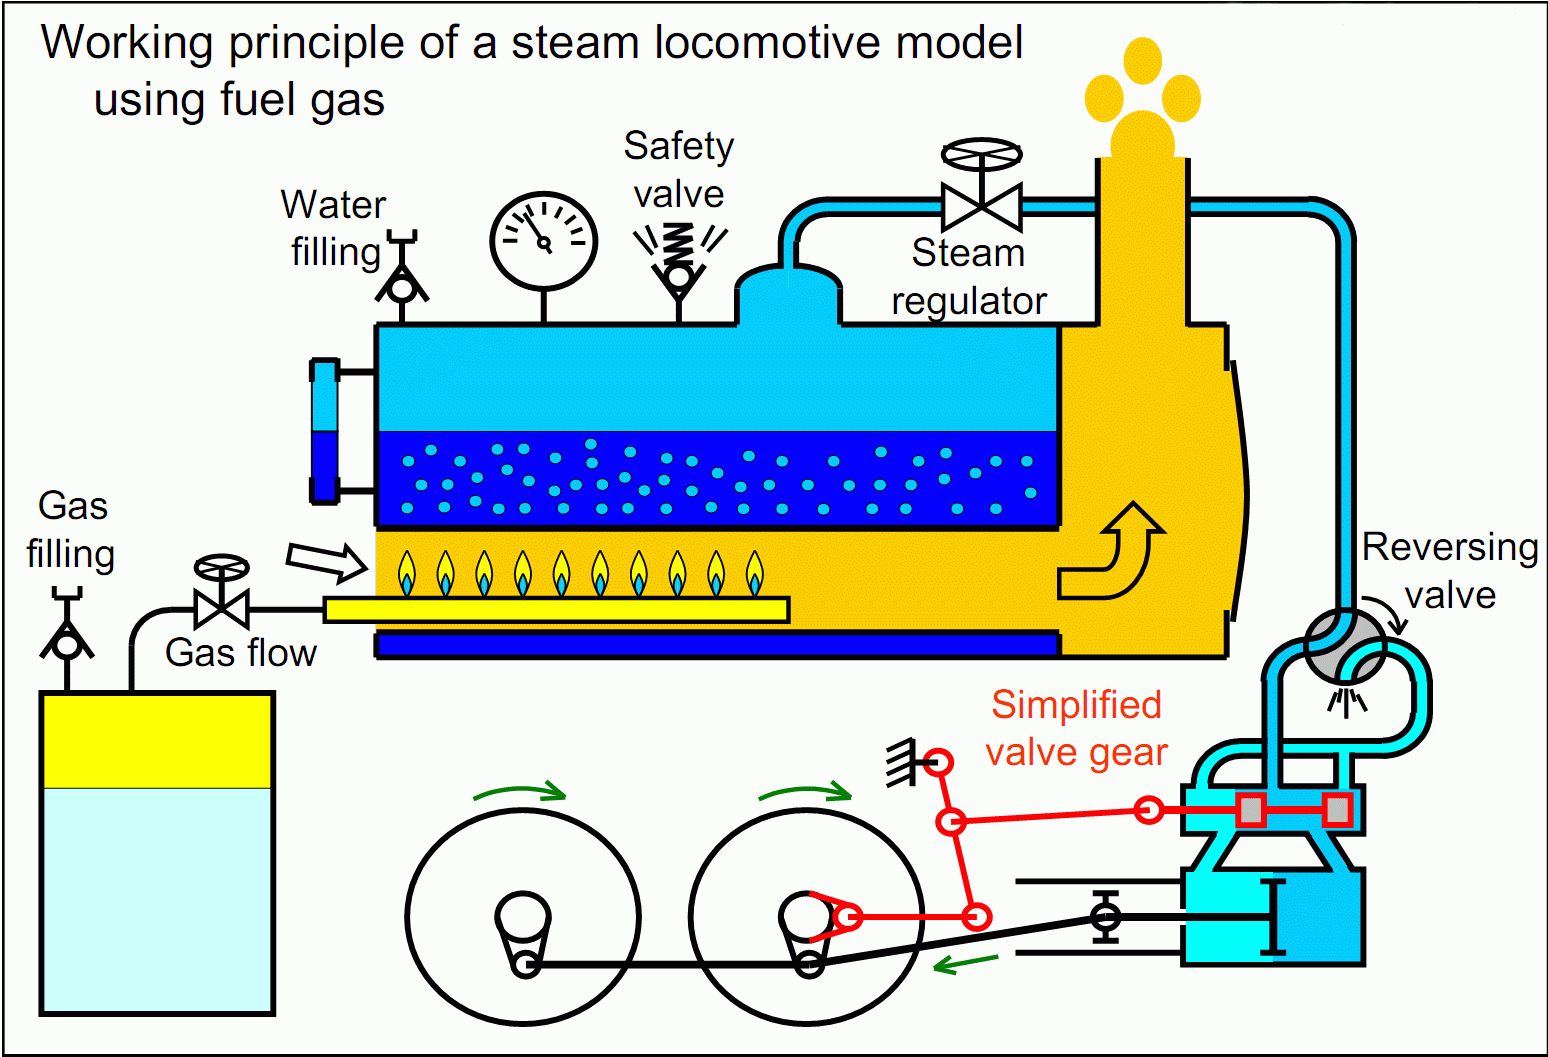 Working principle of a steam locomotive model
using fuel gas
Safety
valve
Water
filling
Steam
regulator
Gas
filling
Reversing
valve
Gas flow
Simplified
valve gear